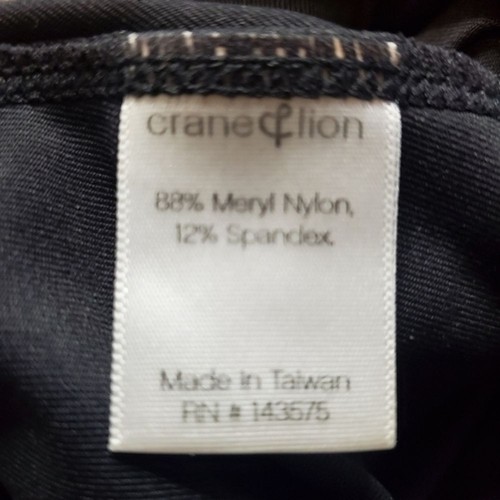 crane&lion
88% Meryl Nylon,
12% Spandex.
Made in Taiwan
RN # 143575